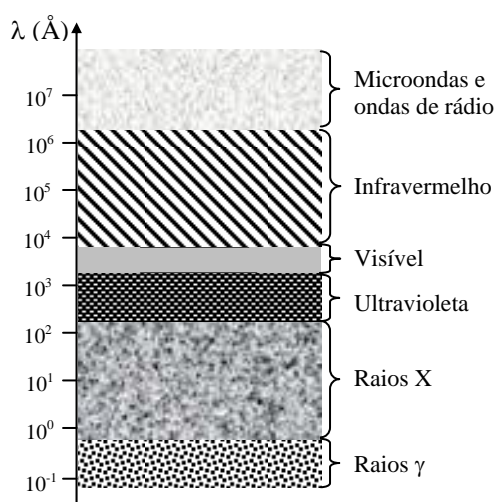 λ (Å)
10⁷
10⁶
10⁵
10⁴
10³
10²
10¹
10⁰
10⁻¹
Microondas e
ondas de rádio
Infravermelho
Visível
Ultravioleta
Raios X
Raios γ